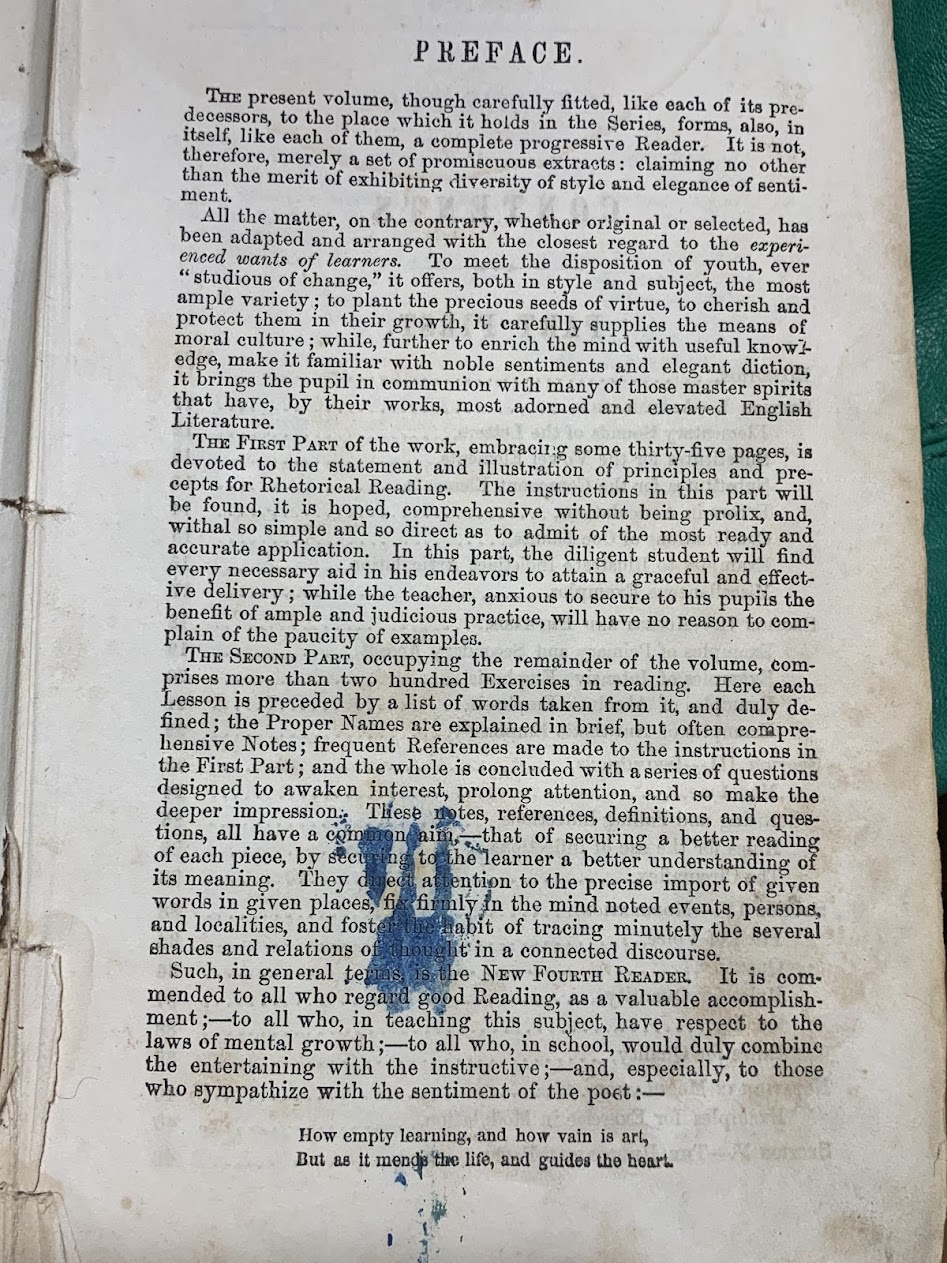 PREFACE.
THE present volume, though carefully fitted, like each of its pre-
decessors, to the place which it holds in the Series, forms, also, in
itself, like each of them, a complete progressive Reader. It is not,
therefore, merely a set of promiscuous extracts: claiming no other
than the merit of exhibiting diversity of style and elegance of senti-
ment.
All the matter, on the contrary, whether original or selected, has
been adapted and arranged with the closest regard to the experi-
enced wants of learners. To meet the disposition of youth, ever
"studious of change," it offers, both in style and subject, the most
ample variety; to plant the precious seeds of virtue, to cherish and
protect them in their growth, it carefully supplies the means of
moral culture; while, further to enrich the mind with useful knowl-
edge, make it familiar with noble sentiments and elegant diction,
it brings the pupil in communion with many of those master spirits
that have, by their works, most adorned and elevated English
Literature.
THE FIRST PART of the work, embracing some thirty-five pages, is
devoted to the statement and illustration of principles and pre-
cepts for Rhetorical Reading. The instructions in this part will
be found, it is hoped, comprehensive without being prolix, and,
withal so simple and so direct as to admit of the most ready and
accurate application. In this part, the diligent student will find
every necessary aid in his endeavors to attain a graceful and effect-
ive delivery; while the teacher, anxious to secure to his pupils the
benefit of ample and judicious practice, will have no reason to com-
plain of the paucity of examples.
THE SECOND PART, occupying the remainder of the volume, com-
prises more than two hundred Exercises in reading. Here each
Lesson is preceded by a list of words taken from it, and duly de-
fined; the Proper Names are explained in brief, but often compre-
hensive Notes; frequent References are made to the instructions in
the First Part; and the whole is concluded with a series of questions
designed to awaken interest, prolong attention, and so make the
deeper impression. These notes, references, definitions, and ques-
tions, all have a common aim,—that of securing a better reading
of each piece, by securing to the learner a better understanding of
its meaning. They direct attention to the precise import of given
words in given places, fix firmly in the mind noted events, persons,
and localities, and foster the habit of tracing minutely the several
shades and relations of thought in a connected discourse.
Such, in general terms, is the NEW FOURTH READER. It is com-
mended to all who regard good Reading, as a valuable accomplish-
ment;—to all who, in teaching this subject, have respect to the
laws of mental growth;—to all who, in school, would duly combine
the entertaining with the instructive;—and, especially, to those
who sympathize with the sentiment of the poet:—
How empty learning, and how vain is art,
But as it mends the life, and guides the heart.